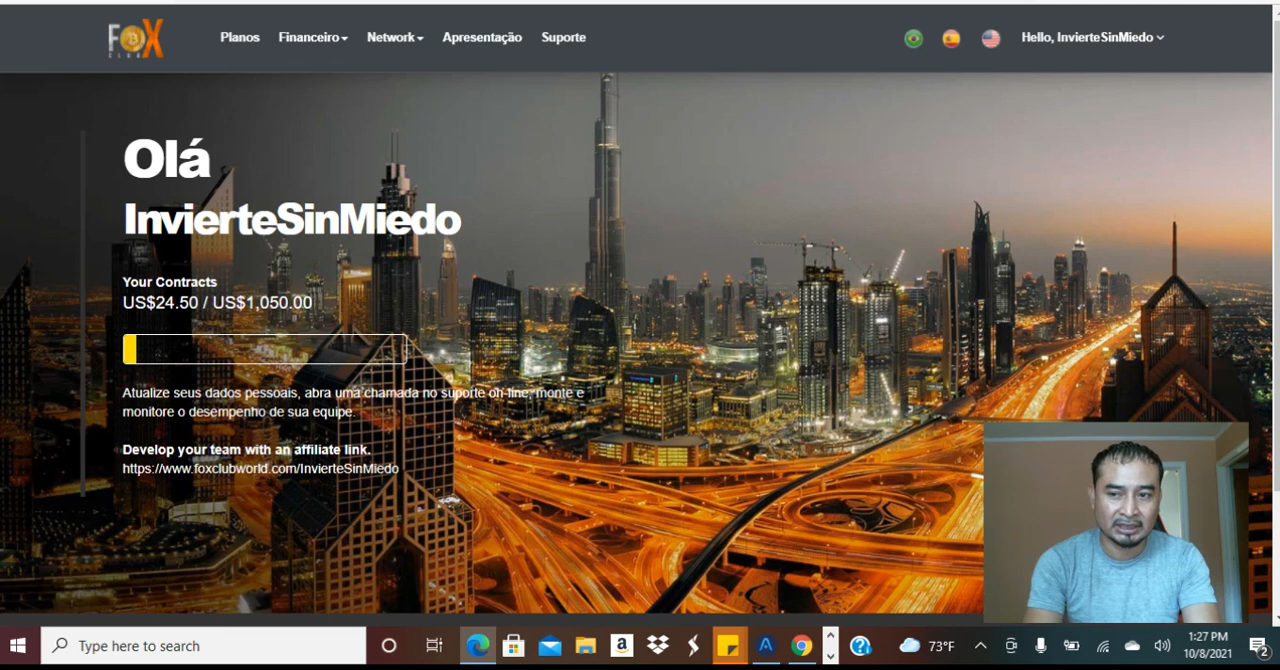 FOX
CLUB
Planos
Financeiro
Network
Apresentação
Suporte
Hello, InvierteSinMiedo
Olá
InvierteSinMiedo
Your Contracts
US$24.50 / US$1,050.00
Atualize seus dados pessoais, abra uma chamada no suporte on-line, monte e
monitore o desempenho de sua equipe.
Develop your team with an affiliate link.
https://www.foxclubworld.com/InvierteSinMiedo
Type here to search
73°F
1:27 PM
10/8/2021
2